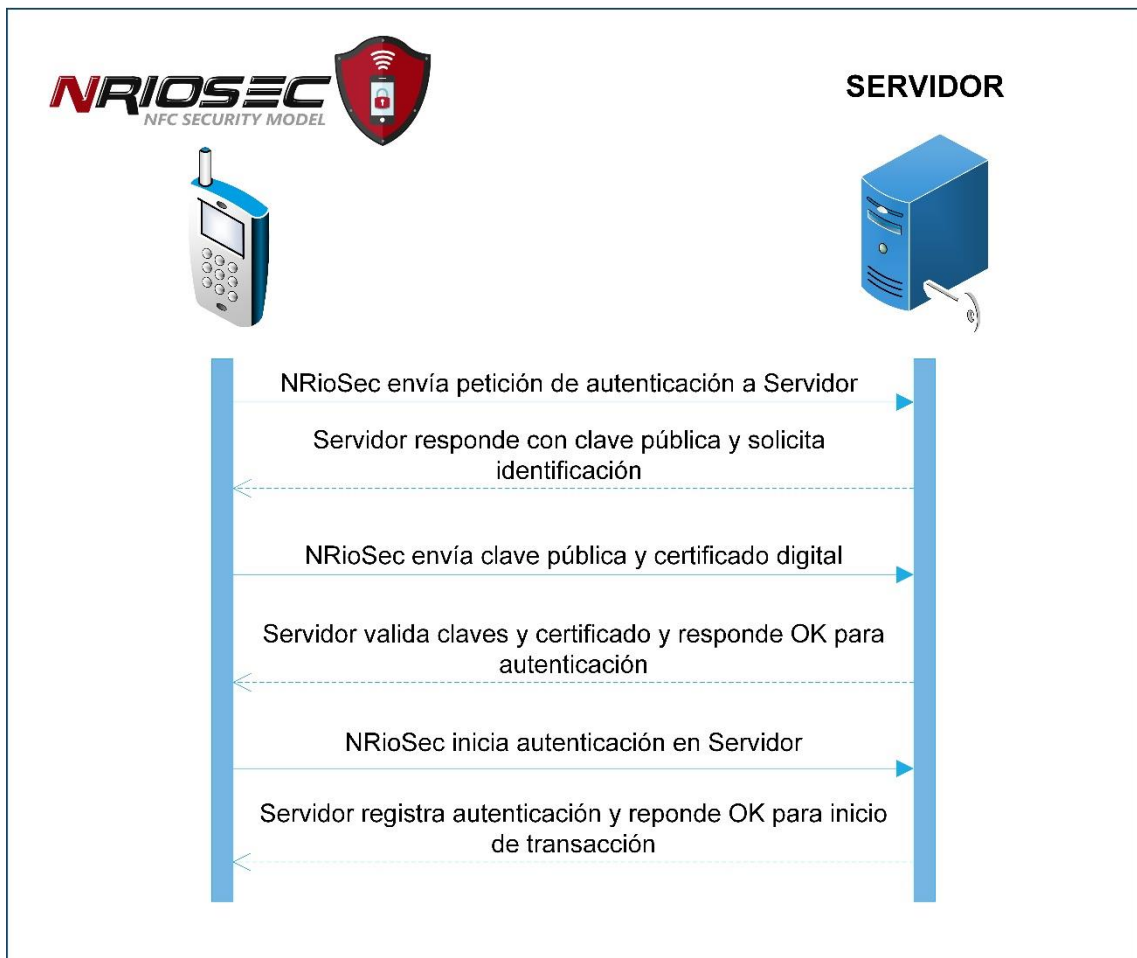 NRIOSEC
NFC SECURITY MODEL
SERVIDOR
NRioSec envía petición de autenticación a Servidor
Servidor responde con clave pública y solicita
identificación
NRioSec envía clave pública y certificado digital
Servidor valida claves y certificado y responde OK para
autenticación
NRioSec inicia autenticación en Servidor
Servidor registra autenticación y reponde OK para inicio
de transacción